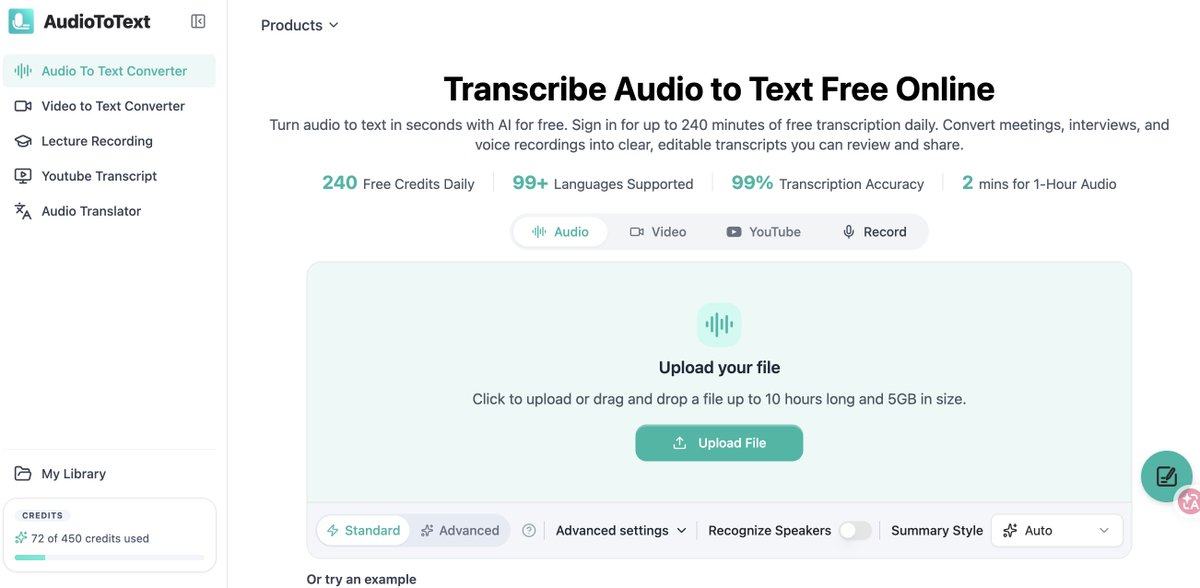 AudioToText
Products
Audio To Text Converter
Video to Text Converter
Lecture Recording
Youtube Transcript
Audio Translator
Transcribe Audio to Text Free Online
Turn audio to text in seconds with AI for free. Sign in for up to 240 minutes of free transcription daily. Convert meetings, interviews, and
voice recordings into clear, editable transcripts you can review and share.
240 Free Credits Daily
99+ Languages Supported
99% Transcription Accuracy
2 mins for 1-Hour Audio
Audio
Video
YouTube
Record
Upload your file
Click to upload or drag and drop a file up to 10 hours long and 5GB in size.
Upload File
Standard
Advanced
Advanced settings
Recognize Speakers
Summary Style
Auto
Or try an example
My Library
CREDITS
72 of 450 credits used